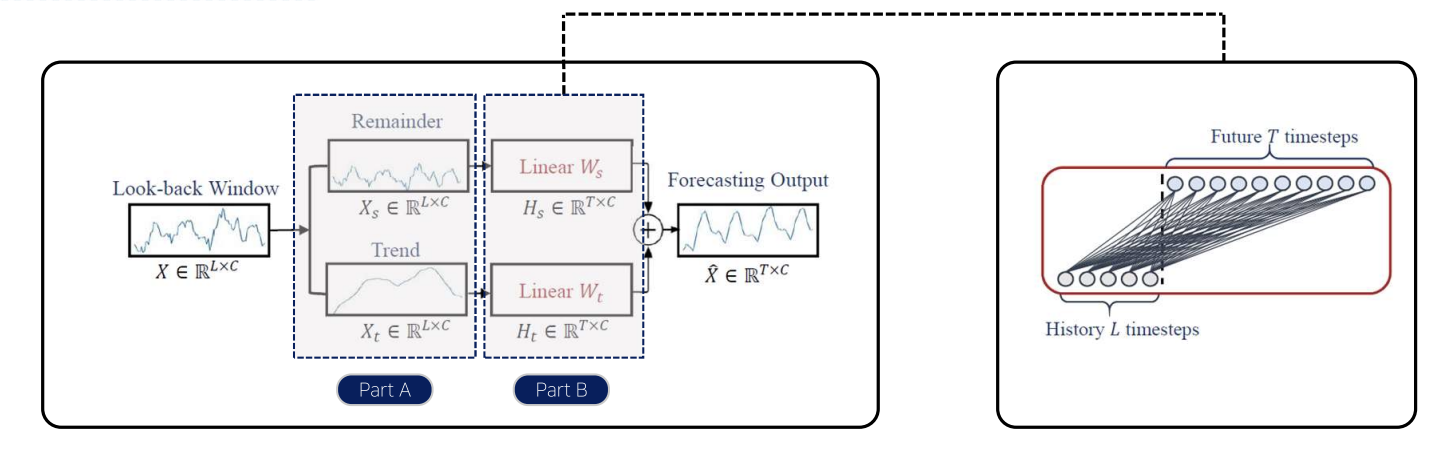 Remainder
Look-back Window
X ∈ ℝ^{L×C}
X_s ∈ ℝ^{L×C}
Trend
X_t ∈ ℝ^{L×C}
Part A
Linear W_s
H_s ∈ ℝ^{T×C}
Linear W_t
H_t ∈ ℝ^{T×C}
Part B
+
Forecasting Output
X̂ ∈ ℝ^{T×C}
Future T timesteps
History L timesteps